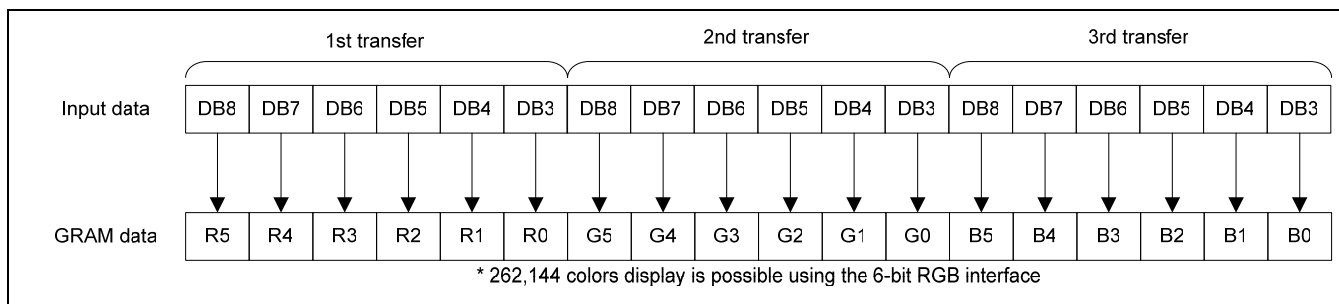 1st transfer 2nd transfer 3rd transfer
Input data DB8 DB7 DB6 DB5 DB4 DB3 DB8 DB7 DB6 DB5 DB4 DB3 DB8 DB7 DB6 DB5 DB4 DB3
GRAM data R5 R4 R3 R2 R1 R0 G5 G4 G3 G2 G1 G0 B5 B4 B3 B2 B1 B0
* 262,144 colors display is possible using the 6-bit RGB interface